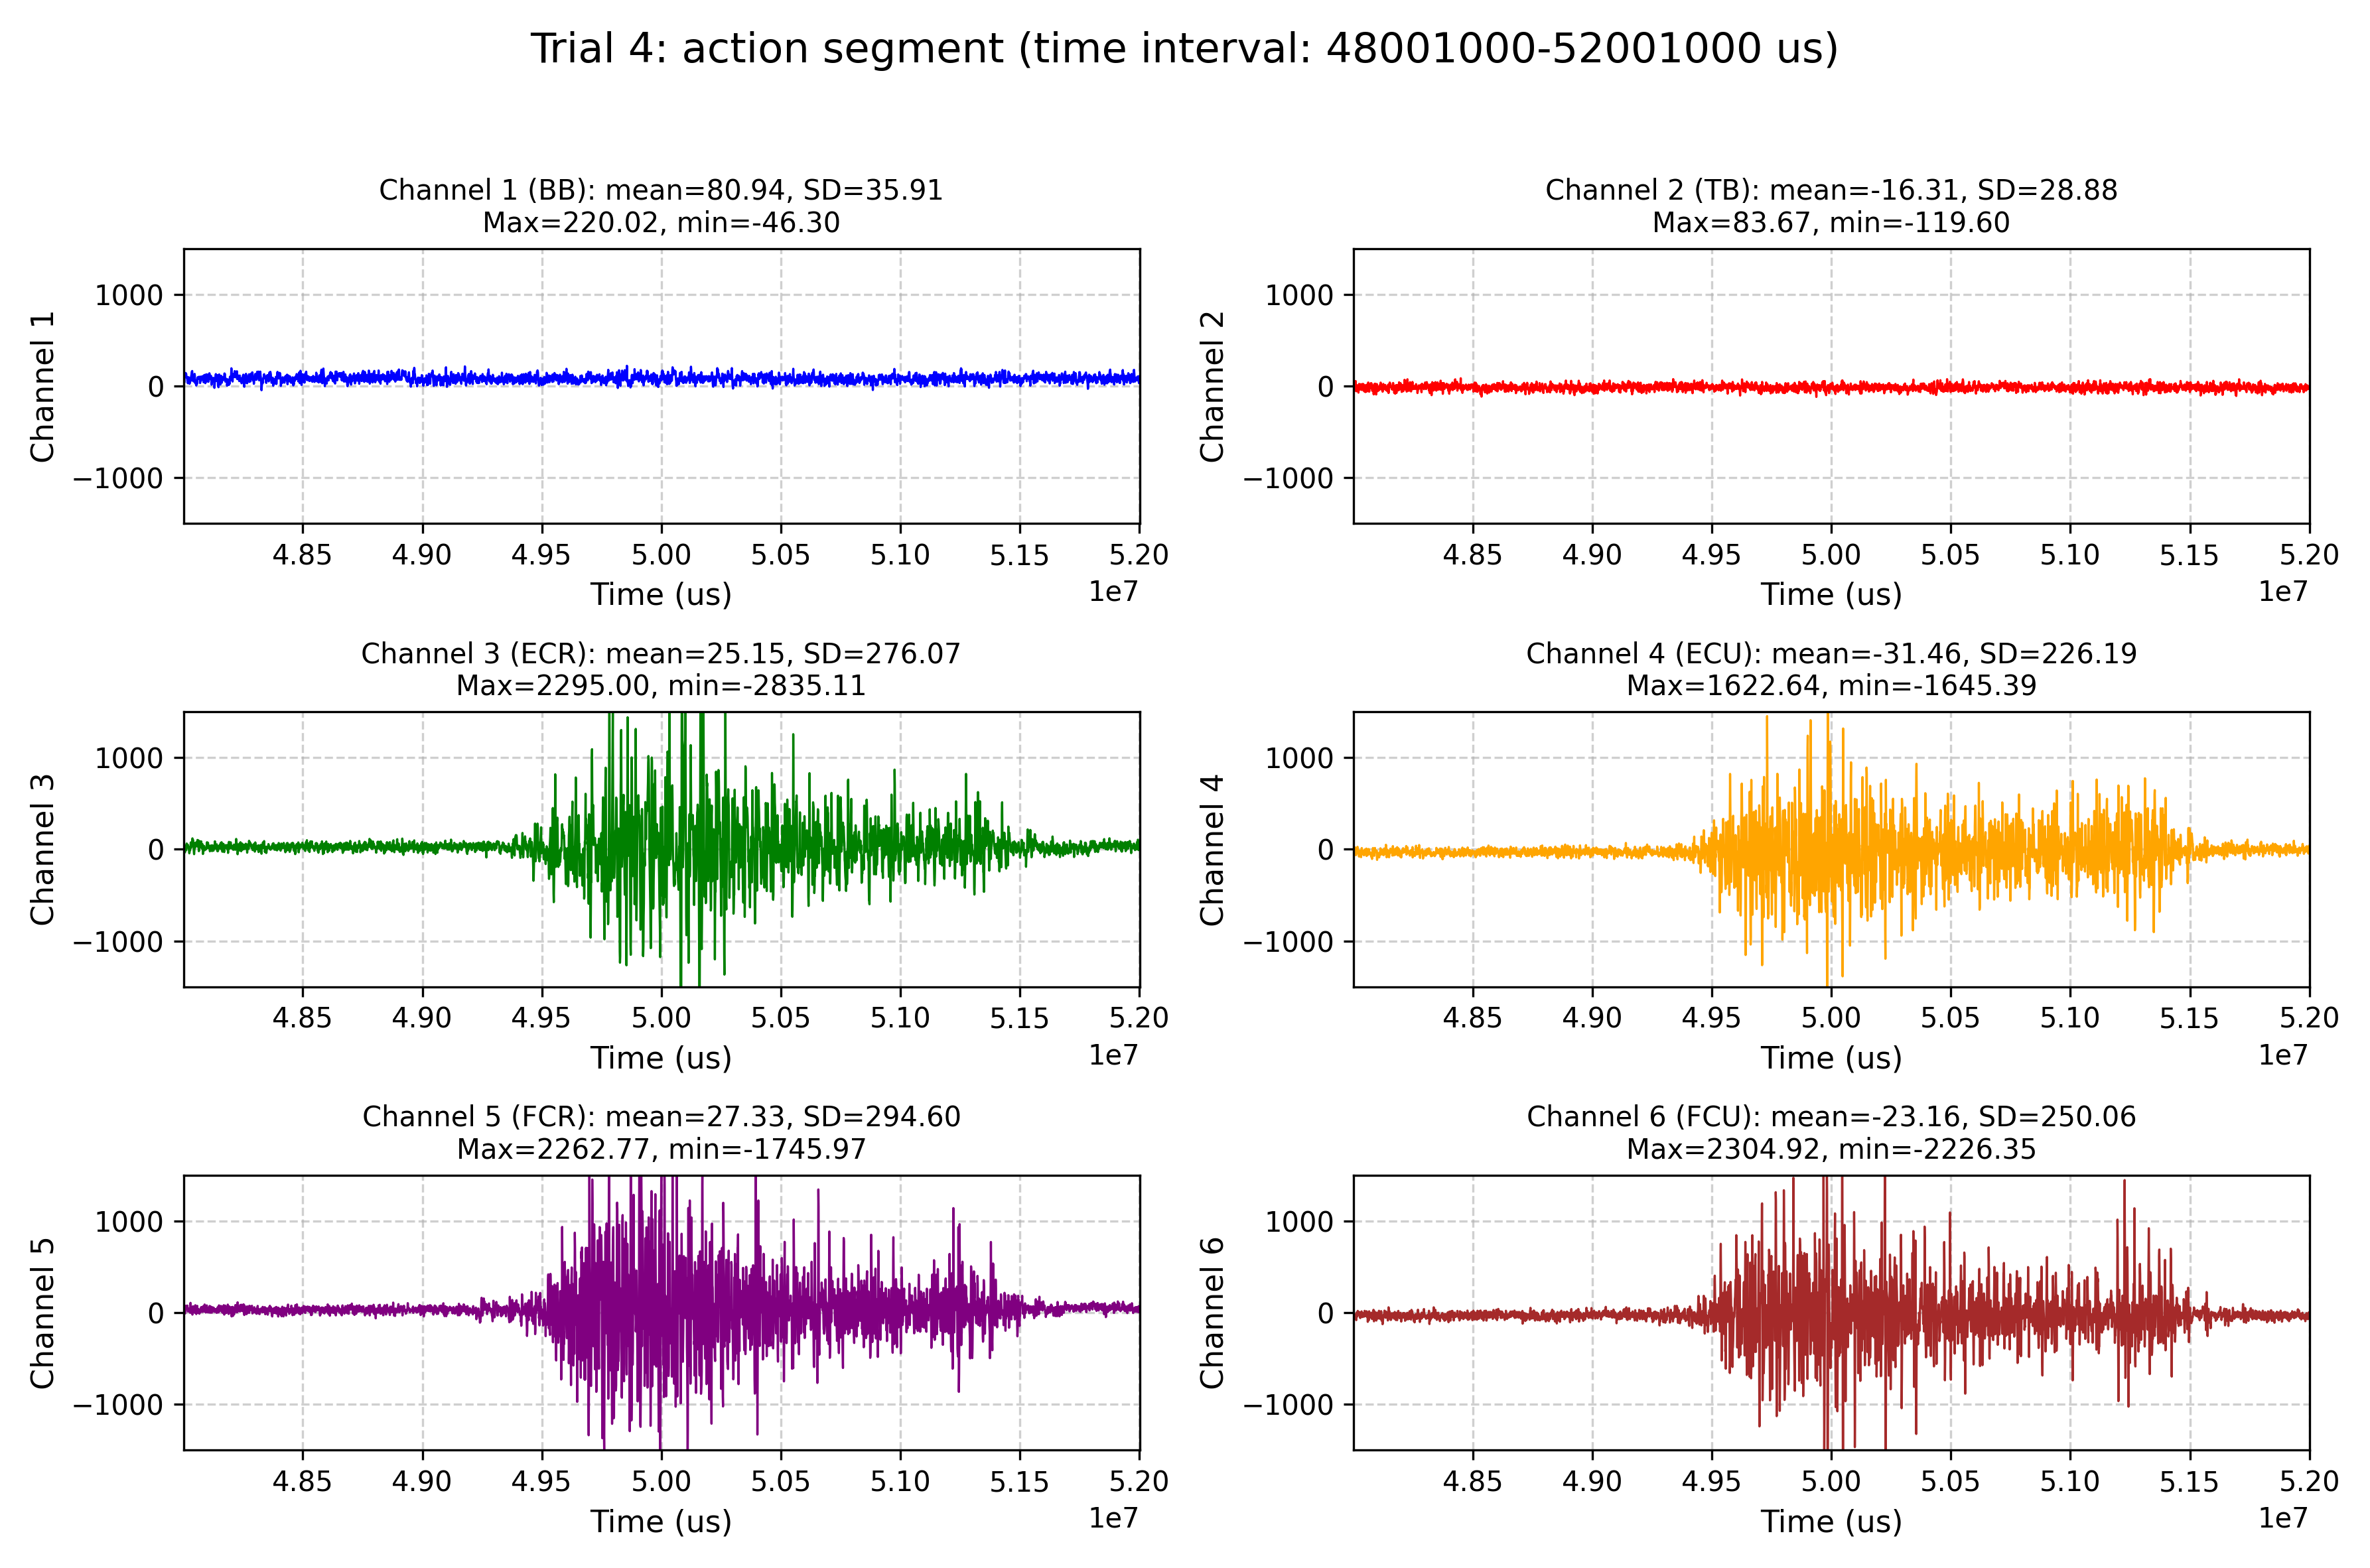 Trial 4: action segment (time interval: 48001000-52001000 us)
Channel 1 (BB): mean=80.94, SD=35.91
Max=220.02, min=-46.30
Channel 1
1000
0
−1000
4.85 4.90 4.95 5.00 5.05 5.10 5.15 5.20
1e7
Time (us)
Channel 2 (TB): mean=-16.31, SD=28.88
Max=83.67, min=-119.60
Channel 2
1000
0
−1000
4.85 4.90 4.95 5.00 5.05 5.10 5.15 5.20
1e7
Time (us)
Channel 3 (ECR): mean=25.15, SD=276.07
Max=2295.00, min=-2835.11
Channel 3
1000
0
−1000
4.85 4.90 4.95 5.00 5.05 5.10 5.15 5.20
1e7
Time (us)
Channel 4 (ECU): mean=-31.46, SD=226.19
Max=1622.64, min=-1645.39
Channel 4
1000
0
−1000
4.85 4.90 4.95 5.00 5.05 5.10 5.15 5.20
1e7
Time (us)
Channel 5 (FCR): mean=27.33, SD=294.60
Max=2262.77, min=-1745.97
Channel 5
1000
0
−1000
4.85 4.90 4.95 5.00 5.05 5.10 5.15 5.20
1e7
Time (us)
Channel 6 (FCU): mean=-23.16, SD=250.06
Max=2304.92, min=-2226.35
Channel 6
1000
0
−1000
4.85 4.90 4.95 5.00 5.05 5.10 5.15 5.20
1e7
Time (us)